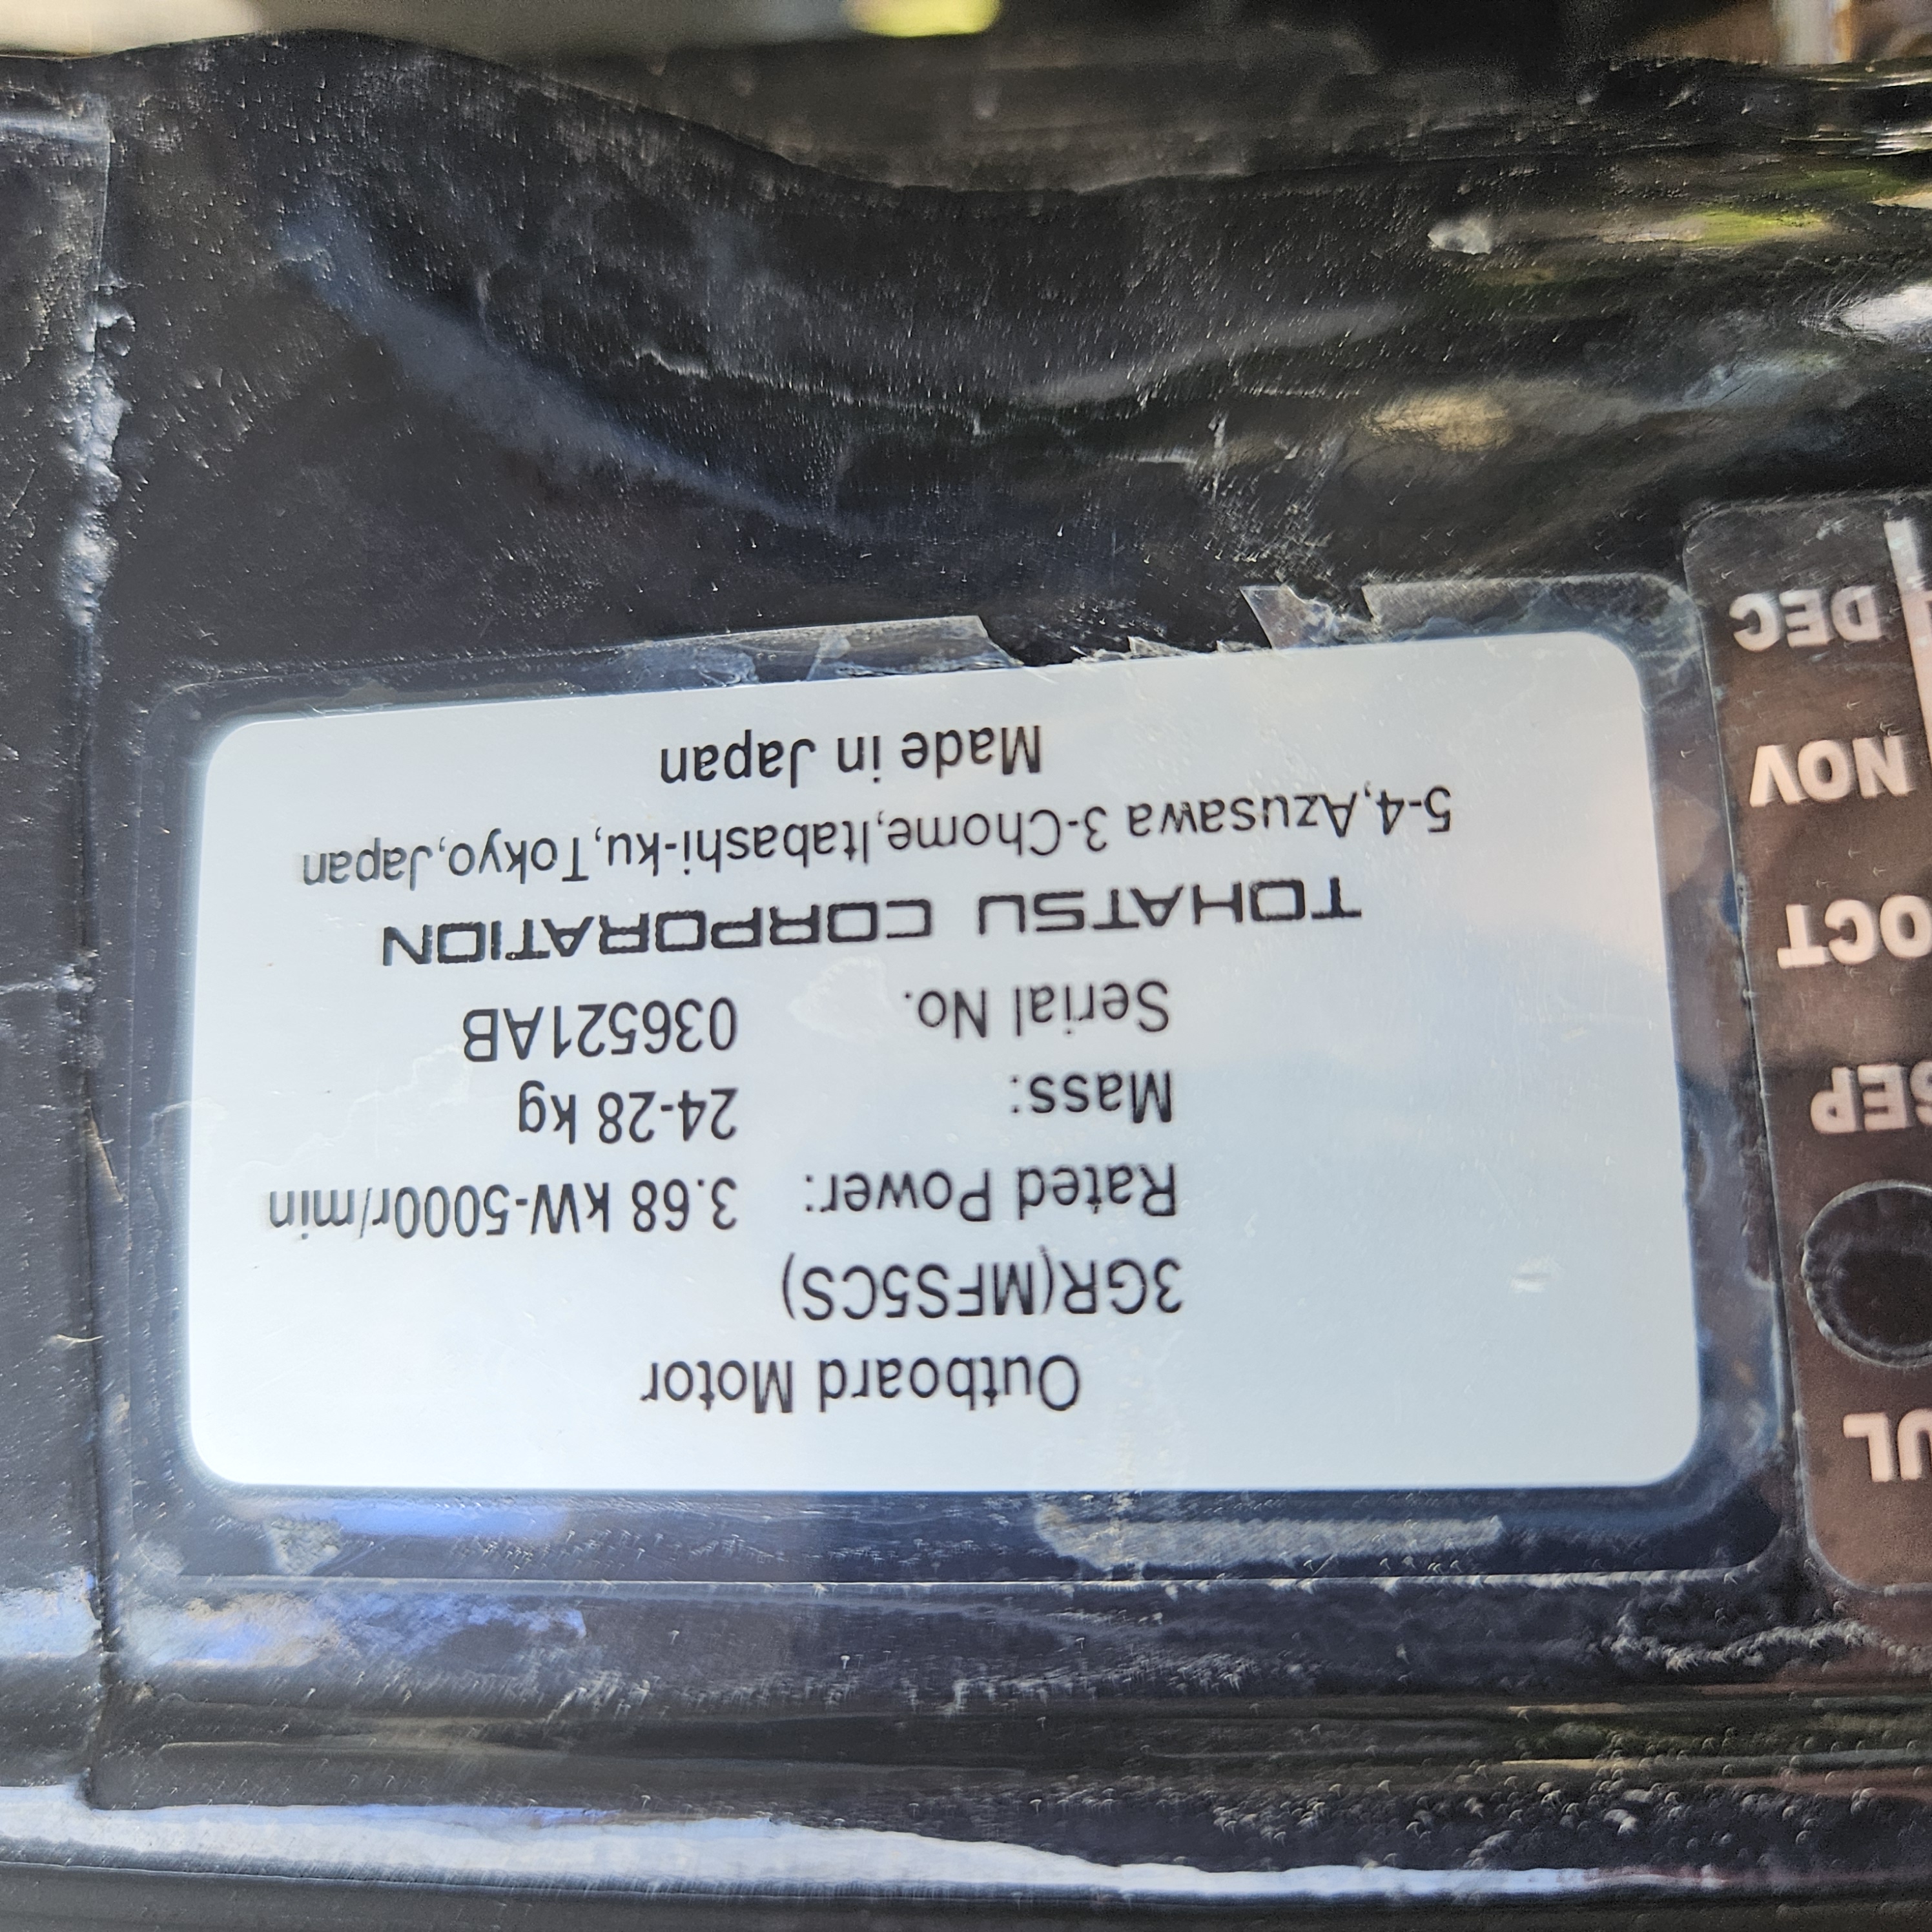 Outboard Motor
3GR(MFS5CS)
Rated Power: 3.68 kW-5000r/min
Mass: 24-28 kg
Serial No. 036521AB
TOHATSU CORPORATION
5-4,Azusawa 3-Chome,Itabashi-ku,Tokyo,Japan
Made in Japan
UL
SEP
OCT
NOV
DEC